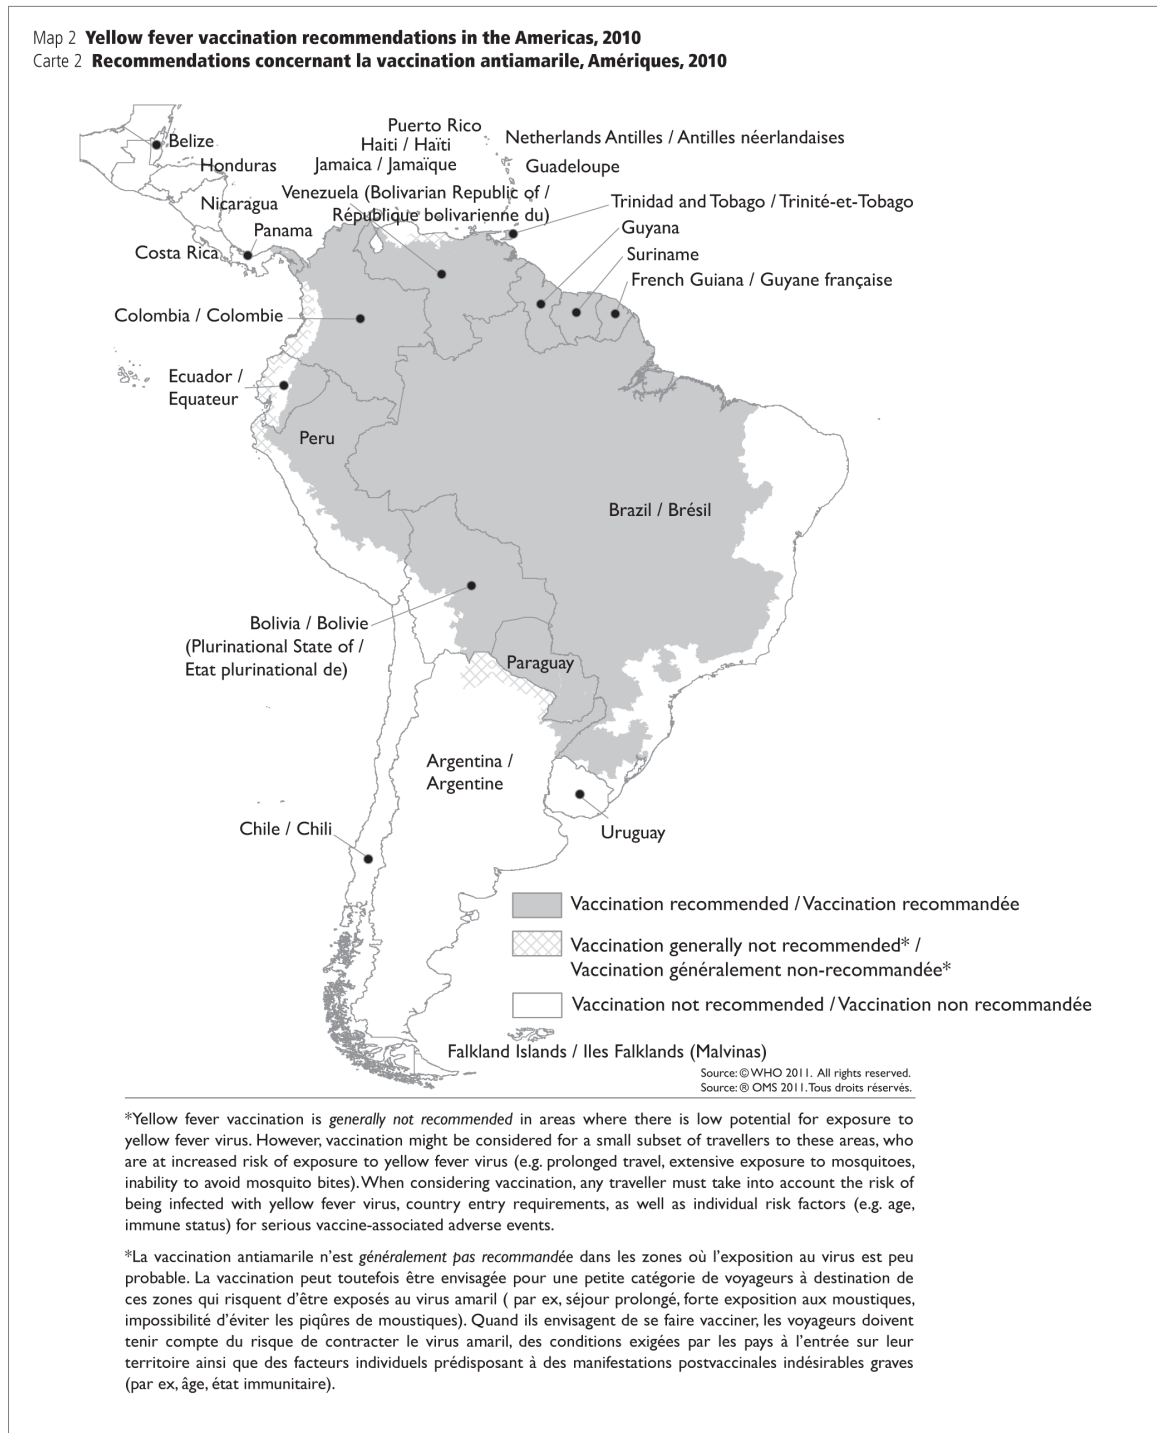 Map 2 Yellow fever vaccination recommendations in the Americas, 2010
Carte 2 Recommendations concernant la vaccination antiamarile, Amériques, 2010
Belize
Honduras
Nicaragua
Panama
Costa Rica
Puerto Rico
Haiti / Haïti
Jamaica / Jamaïque
Venezuela (Bolivarian Republic of /
République bolivarienne du)
Netherlands Antilles / Antilles néerlandaises
Guadeloupe
Trinidad and Tobago / Trinité-et-Tobago
Guyana
Suriname
French Guiana / Guyane française
Colombia / Colombie
Ecuador /
Equateur
Peru
Brazil / Brésil
Bolivia / Bolivie
(Plurinational State of /
Etat plurinational de)
Paraguay
Argentina /
Argentine
Chile / Chili
Uruguay
Vaccination recommended / Vaccination recommandée
Vaccination generally not recommended* /
Vaccination généralement non-recommandée*
Vaccination not recommended / Vaccination non recommandée
Falkland Islands / Iles Falklands (Malvinas)
Source: © WHO 2011. All rights reserved.
Source: ® OMS 2011. Tous droits réservés.
*Yellow fever vaccination is generally not recommended in areas where there is low potential for exposure to
yellow fever virus. However, vaccination might be considered for a small subset of travellers to these areas, who
are at increased risk of exposure to yellow fever virus (e.g. prolonged travel, extensive exposure to mosquitoes,
inability to avoid mosquito bites). When considering vaccination, any traveller must take into account the risk of
being infected with yellow fever virus, country entry requirements, as well as individual risk factors (e.g. age,
immune status) for serious vaccine-associated adverse events.
*La vaccination antiamarile n'est généralement pas recommandée dans les zones où l'exposition au virus est peu
probable. La vaccination peut toutefois être envisagée pour une petite catégorie de voyageurs à destination de
ces zones qui risquent d'être exposés au virus amaril ( par ex, séjour prolongé, forte exposition aux moustiques,
impossibilité d'éviter les piqûres de moustiques). Quand ils envisagent de se faire vacciner, les voyageurs doivent
tenir compte du risque de contracter le virus amaril, des conditions exigées par les pays à l'entrée sur leur
territoire ainsi que des facteurs individuels prédisposant à des manifestations postvaccinales indésirables graves
(par ex, âge, état immunitaire).